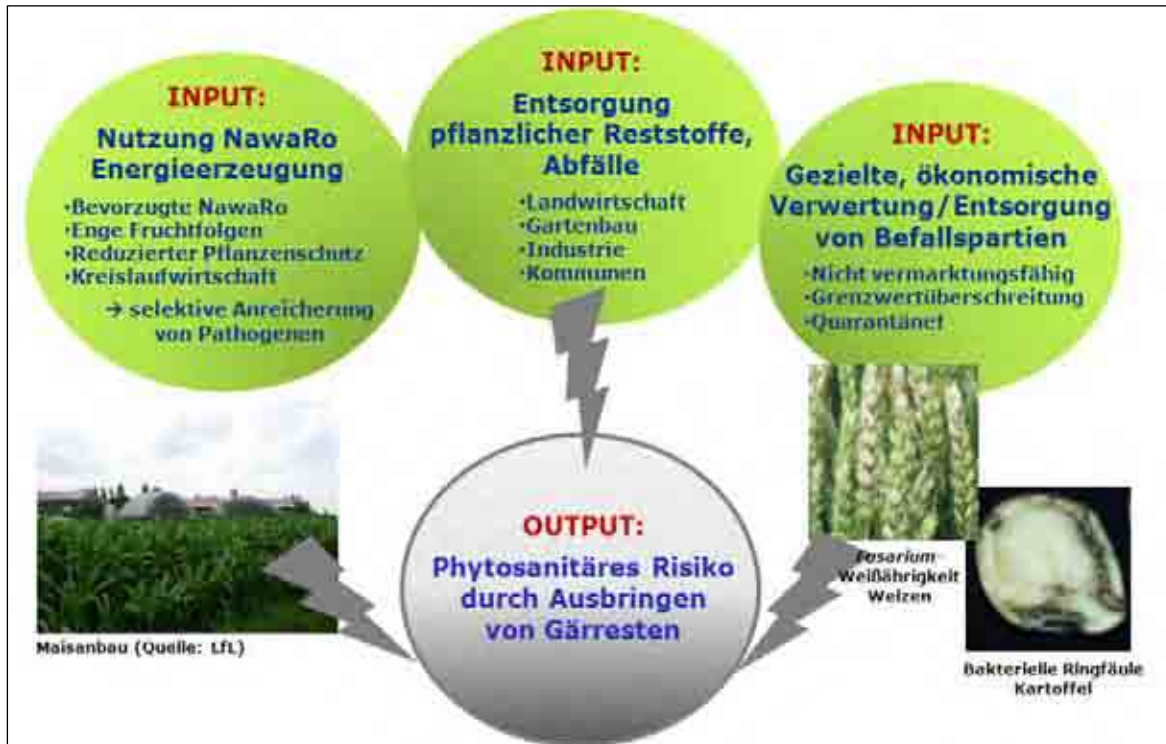 INPUT:
Nutzung NawaRo
Energieerzeugung
•Bevorzugte NawaRo
•Enge Fruchtfolgen
•Reduzierter Pflanzenschutz
•Kreislaufwirtschaft
→ selektive Anreicherung
von Pathogenen
INPUT:
Entsorgung
pflanzlicher Reststoffe,
Abfälle
•Landwirtschaft
•Gartenbau
•Industrie
•Kommunen
INPUT:
Gezielte, ökonomische
Verwertung/Entsorgung
von Befallspartien
•Nicht vermarktungsfähig
•Grenzwertüberschreitung
Maisanbau (Quelle: LfL)
OUTPUT:
Phytosanitäres Risiko
durch Ausbringen
von Gärresten
Fusarium-
Weißährigkeit
Weizen
Bakterielle Ringfäule
Kartoffel